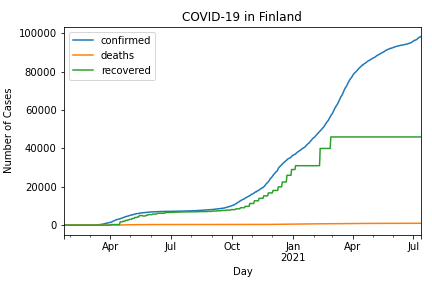 COVID-19 in Finland
confirmed
deaths
recovered
Number of Cases
100000
80000
60000
40000
20000
0
Apr
Jul
Oct
Jan
2021
Apr
Jul
Day